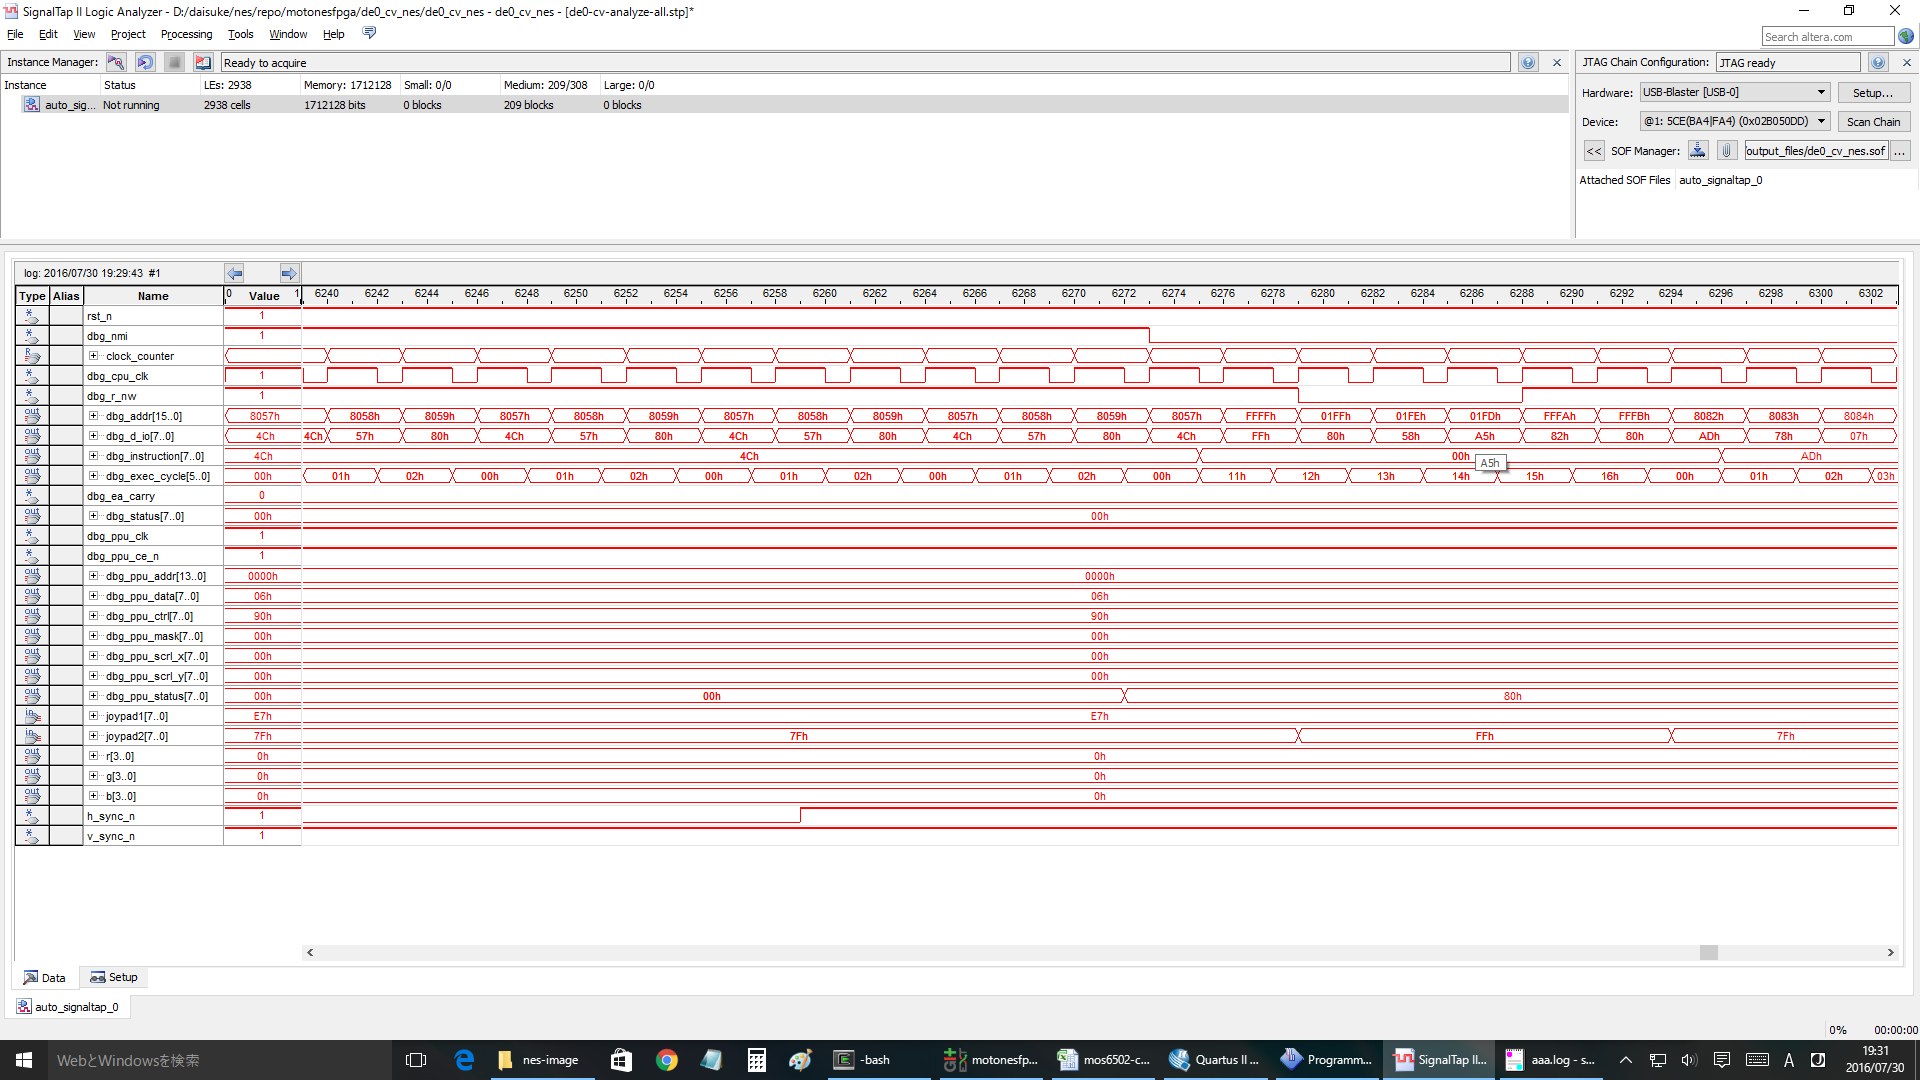 SignalTap II Logic Analyzer - D:/daisuke/nes/repo/motonesfpga/de0_cv_nes/de0_cv_nes - de0_cv_nes - [de0-cv-analyze-all.stp]*
File Edit View Project Processing Tools Window Help
Search altera.com
Instance Manager: Ready to acquire
JTAG Chain Configuration: JTAG ready
Instance Status LEs: 2938 Memory: 1712128 Small: 0/0 Medium: 209/308 Large: 0/0
auto_sig... Not running 2938 cells 1712128 bits 0 blocks 209 blocks 0 blocks
Hardware: USB-Blaster [USB-0] Setup...
Device: @1: 5CE(BA4|FA4) (0x02B050DD) Scan Chain
<< SOF Manager: output_files/de0_cv_nes.sof ...
Attached SOF Files auto_signaltap_0
log: 2016/07/30 19:29:43 #1
Type Alias Name 0 Value 1 6240 6242 6244 6246 6248 6250 6252 6254 6256 6258 6260 6262 6264 6266 6268 6270 6272 6274 6276 6278 6280 6282 6284 6286 6288 6290 6292 6294 6296 6298 6300 6302
rst_n 1
dbg_nmi 1
clock_counter
dbg_cpu_clk 1
dbg_r_nw 1
dbg_addr[15..0] 8057h 8058h 8059h 8057h 8058h 8059h 8057h 8058h 8059h 8057h 8058h 8059h 8057h FFFFh 01FFh 01FEh 01FDh FFFAh FFFBh 8082h 8083h 8084h
dbg_d_io[7..0] 4Ch 4Ch 57h 80h 4Ch 57h 80h 4Ch 57h 80h 4Ch 57h 80h 4Ch FFh 80h 58h A5h 82h 80h ADh 78h 07h
dbg_instruction[7..0] 4Ch 4Ch 00h ADh
A5h
dbg_exec_cycle[5..0] 00h 01h 02h 00h 01h 02h 00h 01h 02h 00h 01h 02h 00h 11h 12h 13h 14h 15h 16h 00h 01h 02h 03h
dbg_ea_carry 0
dbg_status[7..0] 00h 00h
dbg_ppu_clk 1
dbg_ppu_ce_n 1
dbg_ppu_addr[13..0] 0000h 0000h
dbg_ppu_data[7..0] 06h 06h
dbg_ppu_ctrl[7..0] 90h 90h
dbg_ppu_mask[7..0] 00h 00h
dbg_ppu_scrl_x[7..0] 00h 00h
dbg_ppu_scrl_y[7..0] 00h 00h
dbg_ppu_status[7..0] 00h 00h 80h
joypad1[7..0] E7h E7h
joypad2[7..0] 7Fh 7Fh FFh 7Fh
r[3..0] 0h 0h
g[3..0] 0h 0h
b[3..0] 0h 0h
h_sync_n 1
v_sync_n 1
Data Setup
auto_signaltap_0
0% 00:00:00
WebとWindowsを検索 nes-image -bash motonesfp... mos6502-c... Quartus II ... Programm... SignalTap II... aaa.log - s... A 19:31
2016/07/30